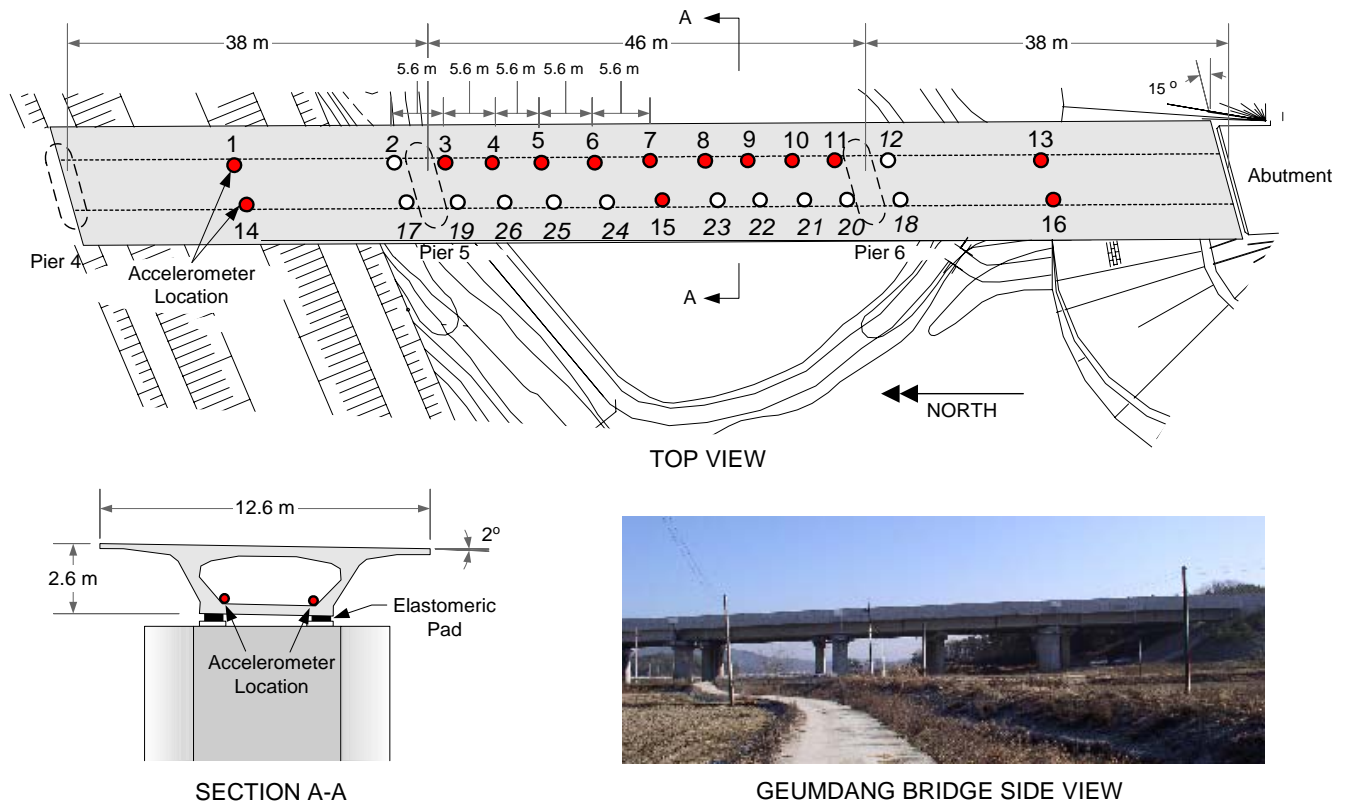 A
38 m
46 m
38 m
5.6 m
5.6 m
5.6 m
5.6 m
5.6 m
15 º
1
2
3
4
5
6
7
8
9
10
11
12
13
Abutment
14
17
19
26
25
24
15
23
22
21
20
18
16
Pier 4
Pier 5
Pier 6
Accelerometer
Location
A
NORTH
TOP VIEW
12.6 m
2º
2.6 m
Elastomeric
Pad
Accelerometer
Location
SECTION A-A
GEUMDANG BRIDGE SIDE VIEW